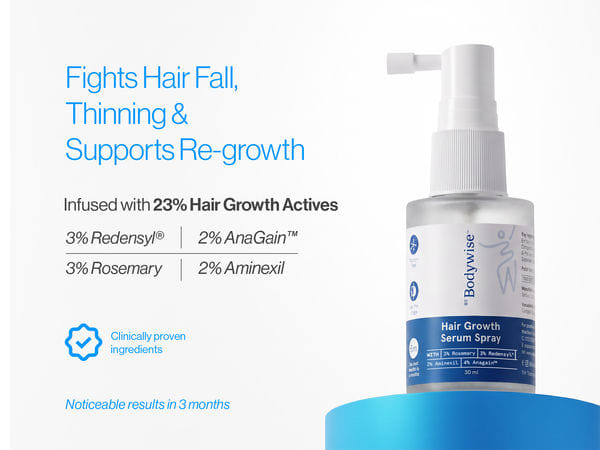 Fights Hair Fall,
Thinning &
Supports Re-growth
Infused with 23% Hair Growth Actives
3% Redensyl® 2% AnaGain™
3% Rosemary 2% Aminexil
Clinically proven
ingredients
Noticeable results in 3 months
BE Bodywise™
Hair Growth
Serum Spray
WITH 3% Rosemary 3% Redensyl®
2% Aminexil 4% Anagain™
30 ml